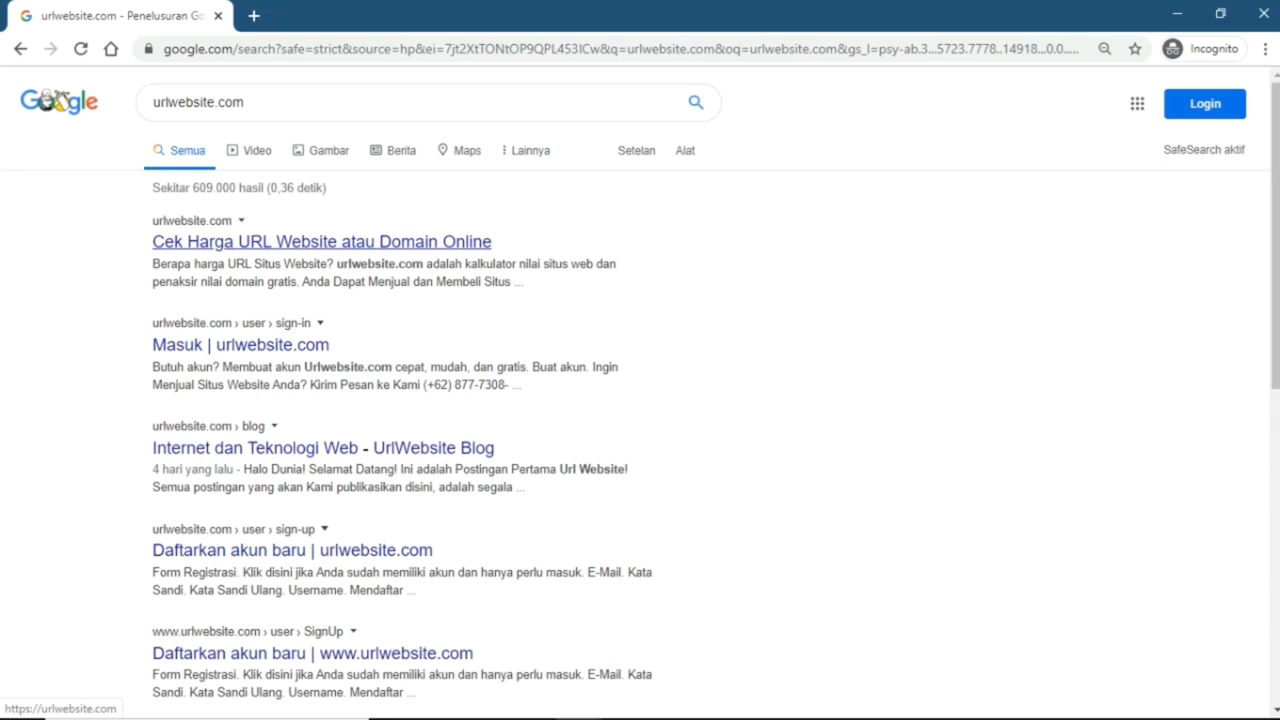 urlwebsite.com - Penelusuran Go
google.com/search?safe=strict&source=hp&ei=7jt2XtTONtOP9QPL453ICw&q=urlwebsite.com&oq=urlwebsite.com&gs_l=psy-ab.3...5723.7778..14918...0.0.....
Incognito
Google
urlwebsite.com
Login
Semua Video Gambar Berita Maps Lainnya Setelan Alat SafeSearch aktif
Sekitar 609.000 hasil (0,36 detik)
urlwebsite.com
Cek Harga URL Website atau Domain Online
Berapa harga URL Situs Website? urlwebsite.com adalah kalkulator nilai situs web dan
penaksir nilai domain gratis. Anda Dapat Menjual dan Membeli Situs ...
urlwebsite.com › user › sign-in
Masuk | urlwebsite.com
Butuh akun? Membuat akun Urlwebsite.com cepat, mudah, dan gratis. Buat akun. Ingin
Menjual Situs Website Anda? Kirim Pesan ke Kami (+62) 877-7308- ...
urlwebsite.com › blog
Internet dan Teknologi Web - UrlWebsite Blog
4 hari yang lalu - Halo Dunia! Selamat Datang! Ini adalah Postingan Pertama Url Website!
Semua postingan yang akan Kami publikasikan disini, adalah segala ...
urlwebsite.com › user › sign-up
Daftarkan akun baru | urlwebsite.com
Form Registrasi. Klik disini jika Anda sudah memiliki akun dan hanya perlu masuk. E-Mail. Kata
Sandi. Kata Sandi Ulang. Username. Mendaftar ...
www.urlwebsite.com › user › SignUp
Daftarkan akun baru | www.urlwebsite.com
Form Registrasi. Klik disini jika Anda sudah memiliki akun dan hanya perlu masuk. E-Mail. Kata
Sandi. Kata Sandi Ulang. Username. Mendaftar ...
https://urlwebsite.com